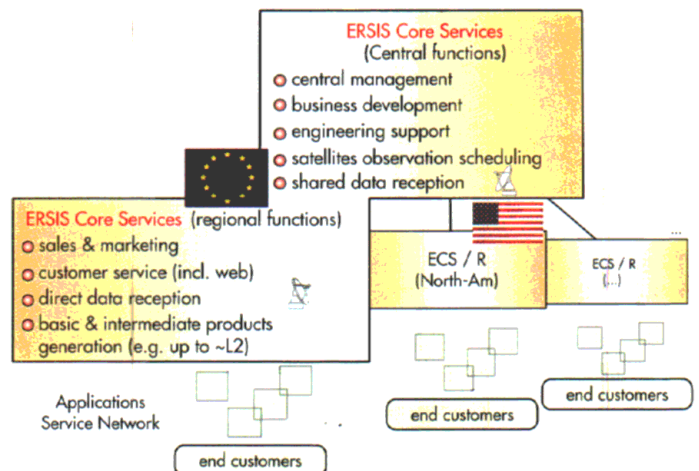 ERSIS Core Services
(Central functions)
central management
business development
engineering support
satellites observation scheduling
shared data reception
ERSIS Core Services (regional functions)
sales & marketing
customer service (incl. web)
direct data reception
basic & intermediate products
generation (e.g. up to ~L2)
ECS / R
(North-Am)
...
ECS / R
(...)
Applications
Service Network
end customers
end customers
end customers